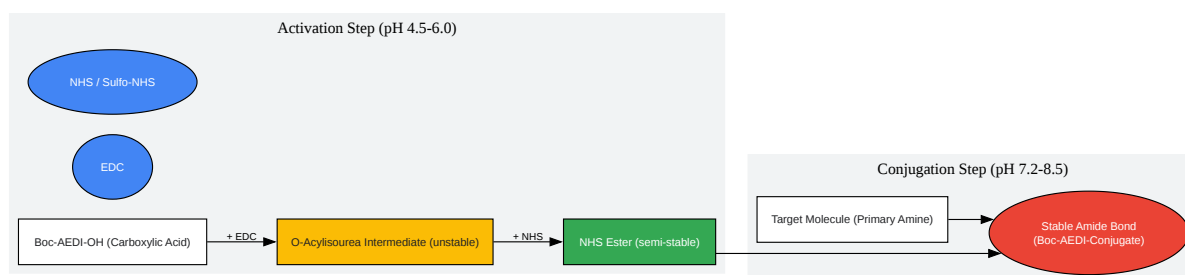 Activation Step (pH 4.5-6.0)
NHS / Sulfo-NHS
EDC
Boc-AEDI-OH (Carboxylic Acid)
+ EDC
O-Acylisourea Intermediate (unstable)
+ NHS
NHS Ester (semi-stable)
Conjugation Step (pH 7.2-8.5)
Target Molecule (Primary Amine)
Stable Amide Bond
(Boc-AEDI-Conjugate)